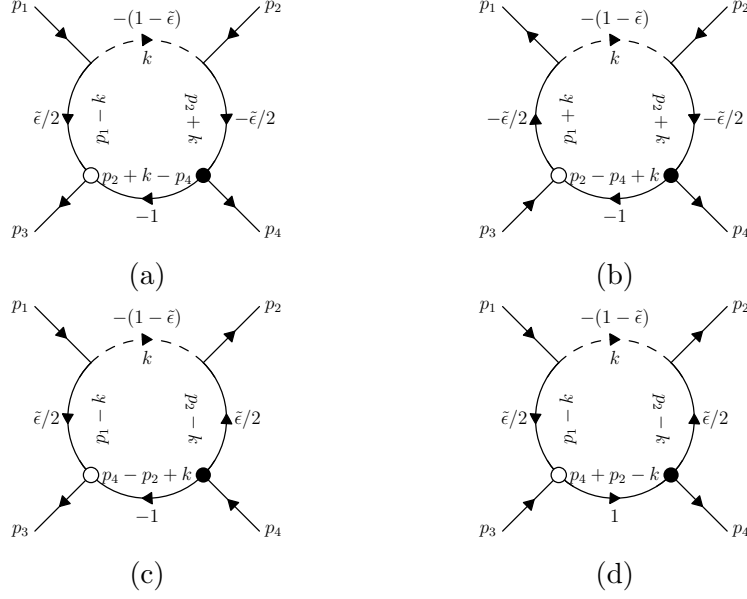 p₁ −(1 − ε̃) p₂
k
ε̃/2 p₁ − k p₂ + k −ε̃/2
p₂ + k − p₄
p₃ −1 p₄
(a)
p₁ −(1 − ε̃) p₂
k
−ε̃/2 p₁ + k p₂ + k −ε̃/2
p₂ − p₄ + k
p₃ −1 p₄
(b)
p₁ −(1 − ε̃) p₂
k
ε̃/2 p₁ − k p₂ − k ε̃/2
p₄ − p₂ + k
p₃ −1 p₄
(c)
p₁ −(1 − ε̃) p₂
k
ε̃/2 p₁ − k p₂ − k ε̃/2
p₄ + p₂ − k
p₃ 1 p₄
(d)